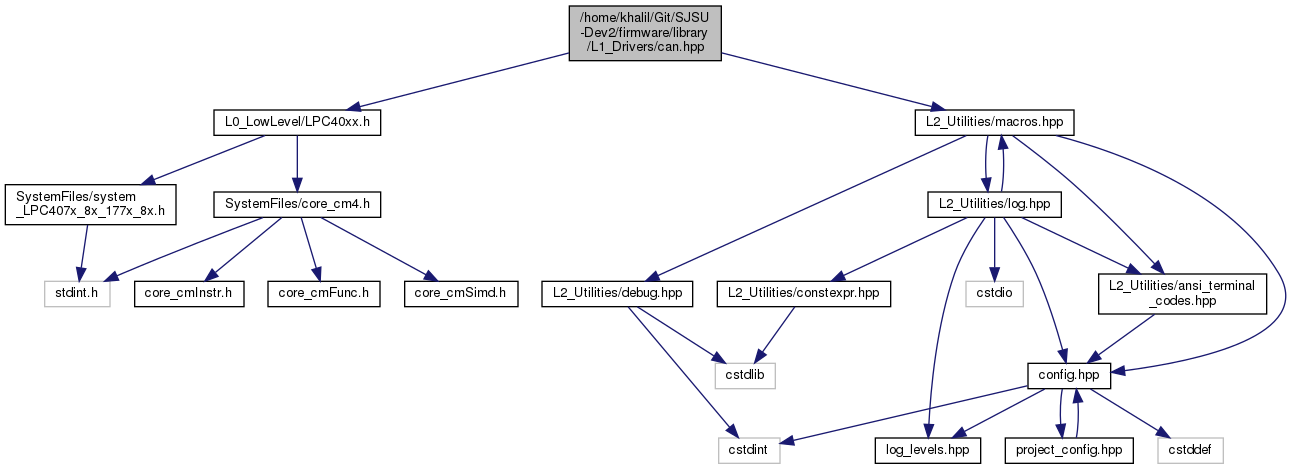 /home/khalil/Git/SJSU
-Dev2/firmware/library
/L1_Drivers/can.hpp
L0_LowLevel/LPC40xx.h
L2_Utilities/macros.hpp
SystemFiles/system
_LPC407x_8x_177x_8x.h
SystemFiles/core_cm4.h
L2_Utilities/log.hpp
stdint.h
core_cmInstr.h
core_cmFunc.h
core_cmSimd.h
L2_Utilities/debug.hpp
L2_Utilities/constexpr.hpp
cstdio
L2_Utilities/ansi_terminal
_codes.hpp
cstdlib
config.hpp
cstdint
log_levels.hpp
project_config.hpp
cstddef